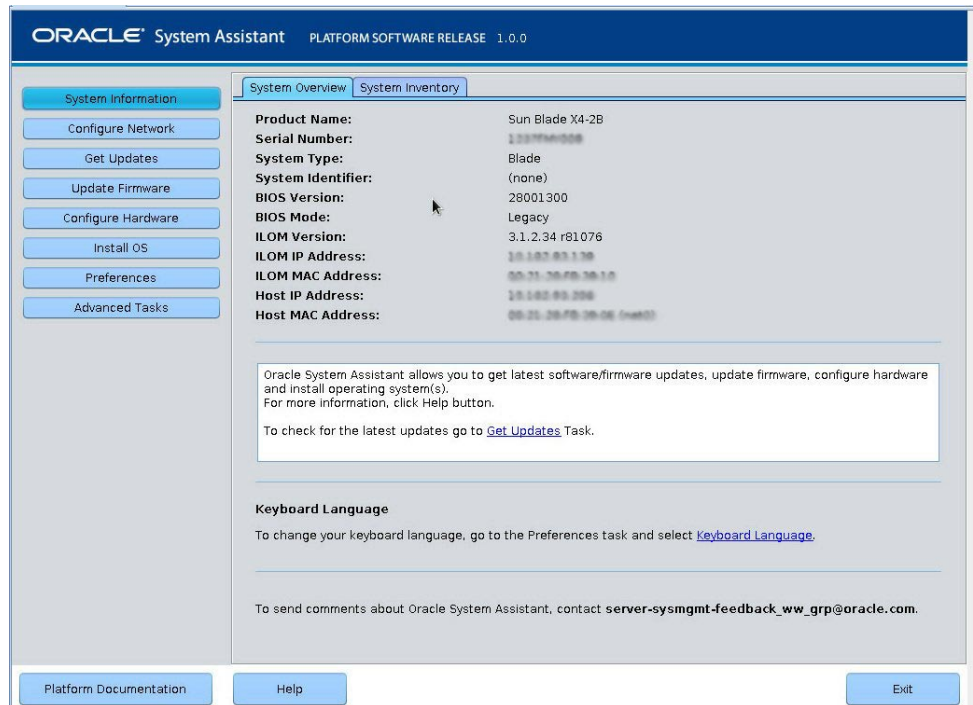 ORACLE System Assistant PLATFORM SOFTWARE RELEASE 1.0.0
System Information
Configure Network
Get Updates
Update Firmware
Configure Hardware
Install OS
Preferences
Advanced Tasks
System Overview System Inventory
Product Name: Sun Blade X4-2B
Serial Number:
System Type: Blade
System Identifier: (none)
BIOS Version: 28001300
BIOS Mode: Legacy
ILOM Version: 3.1.2.34 r81076
ILOM IP Address:
ILOM MAC Address:
Host IP Address:
Host MAC Address:
Oracle System Assistant allows you to get latest software/firmware updates, update firmware, configure hardware
and install operating system(s).
For more information, click Help button.
To check for the latest updates go to Get Updates Task.
Keyboard Language
To change your keyboard language, go to the Preferences task and select Keyboard Language.
To send comments about Oracle System Assistant, contact server-sysmgmt-feedback_ww_grp@oracle.com.
Platform Documentation Help Exit